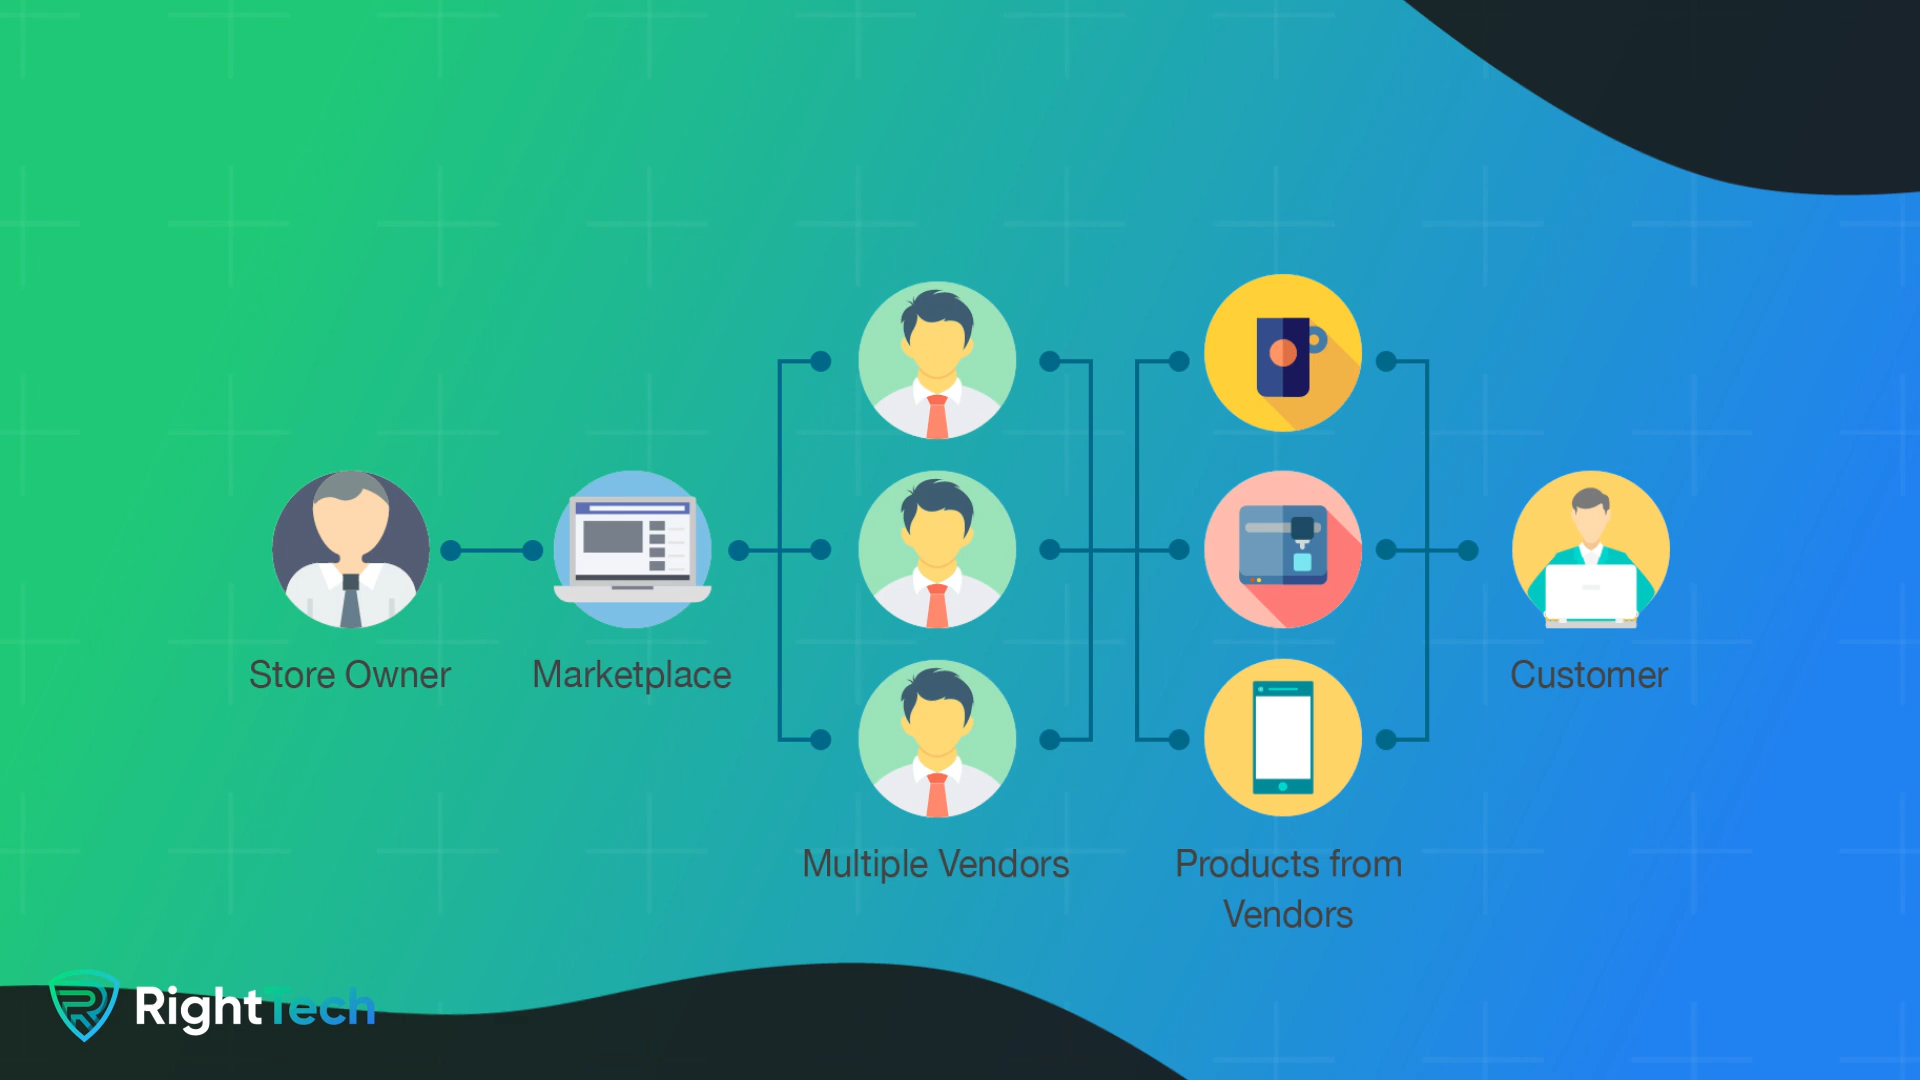 Store Owner
Marketplace
Multiple Vendors
Products from
Vendors
Customer
RightTech